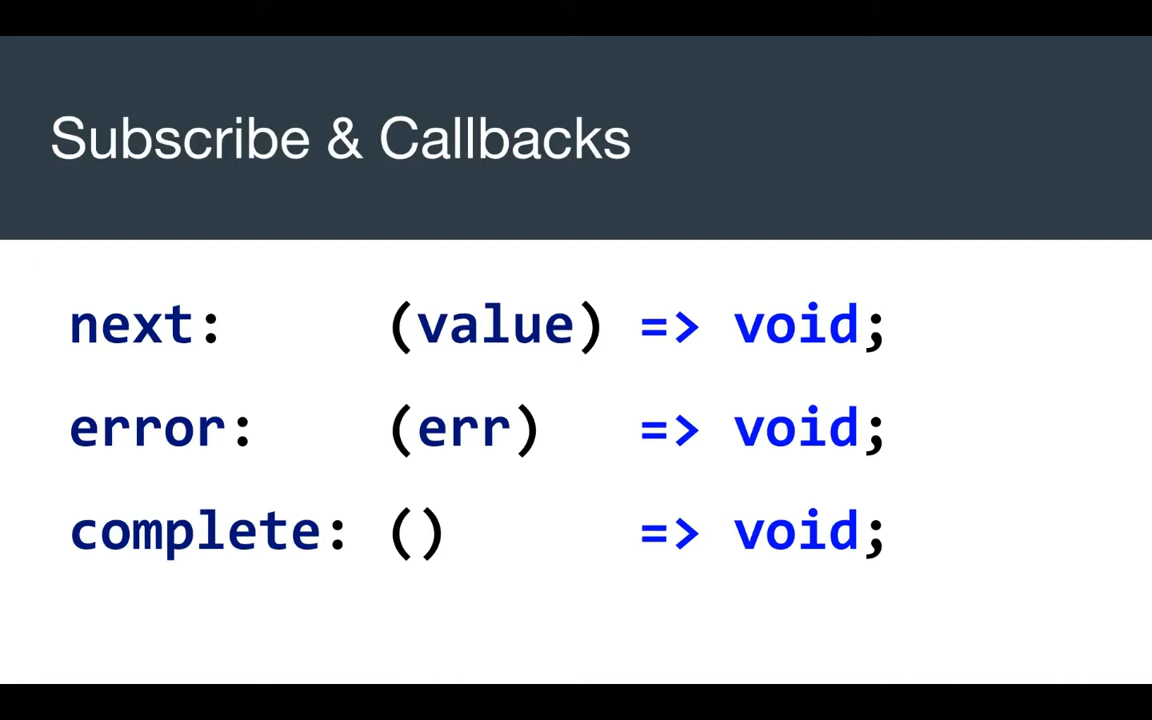 Subscribe & Callbacks
next: (value) => void;
error: (err) => void;
complete: () => void;